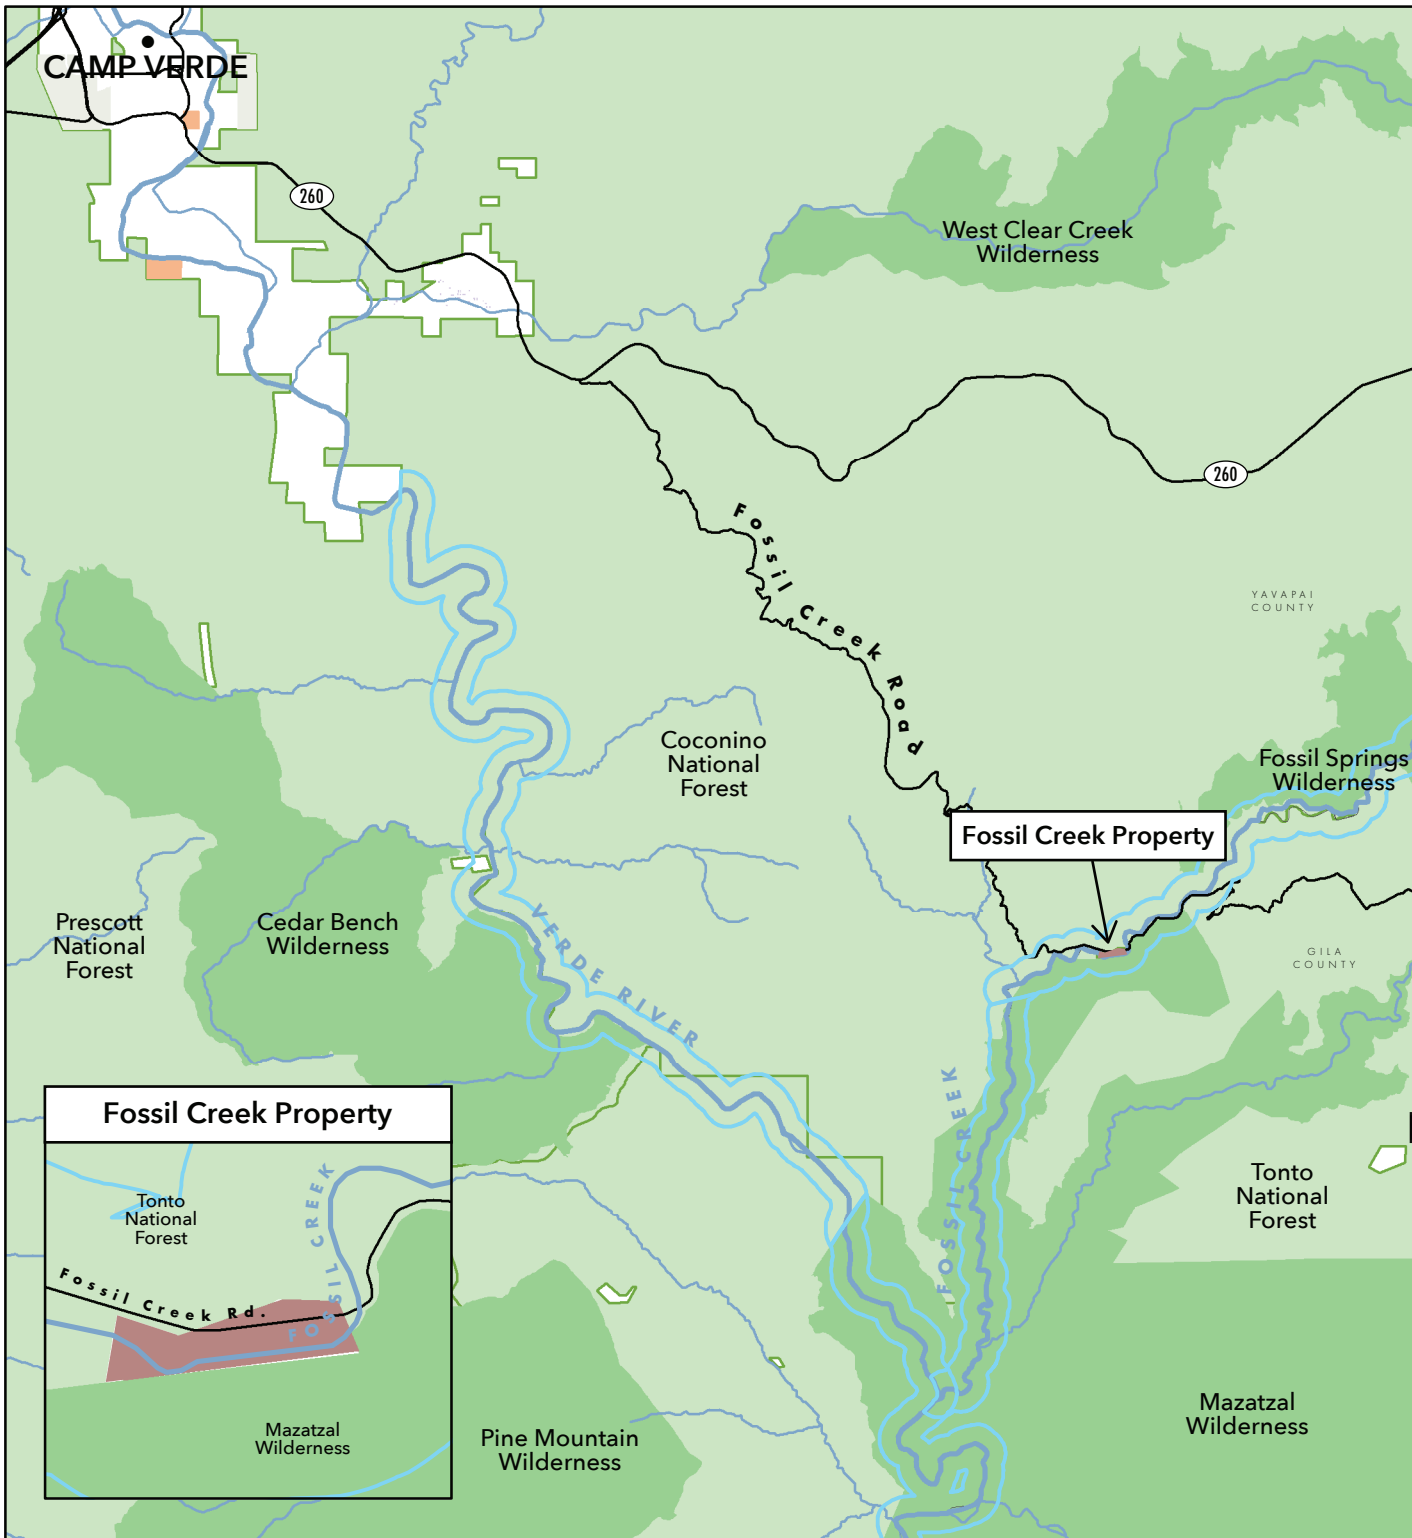 CAMP VERDE
260
West Clear Creek
Wilderness
260
Fossil Creek Road
YAVAPAI
COUNTY
Coconino
National
Forest
Fossil Springs
Wilderness
Fossil Creek Property
Prescott
National
Forest
Cedar Bench
Wilderness
VERDE RIVER
GILA
COUNTY
FOSSIL CREEK
Tonto
National
Forest
Mazatzal
Wilderness
Pine Mountain
Wilderness
Fossil Creek Property
Tonto
National
Forest
FOSSIL CREEK
Fossil Creek Rd.
Mazatzal
Wilderness